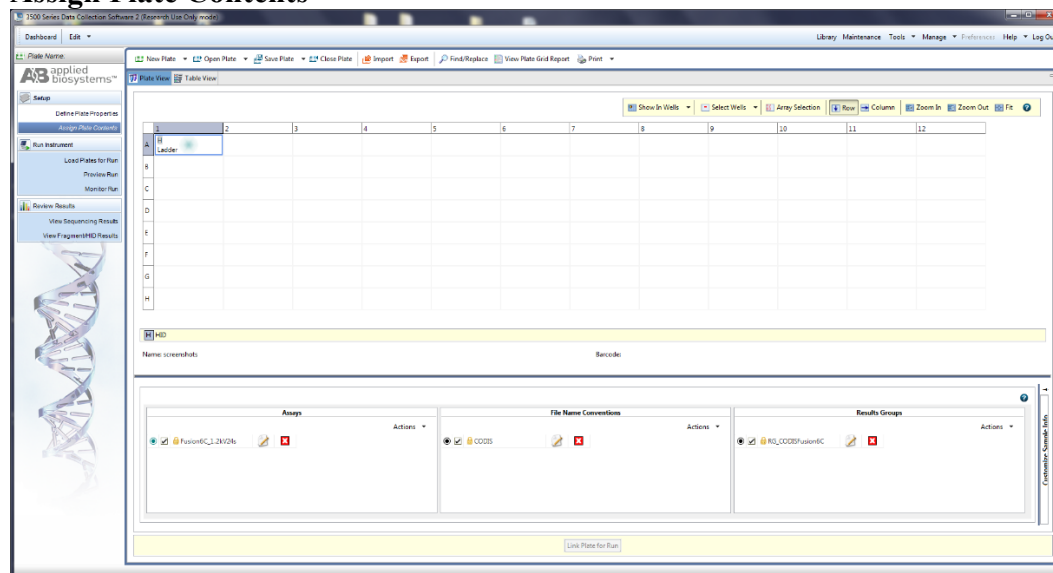 Assign Plate Contents
3500 Series Data Collection Software 2 (Research Use Only mode)
Dashboard Edit
Library Maintenance Tools Manage Preferences Help Log Ou
Plate Name:
New Plate Open Plate Save Plate Close Plate Import Export Find/Replace View Plate Grid Report Print
AB applied biosystems™
Plate View Table View
Setup
Define Plate Properties
Assign Plate Contents
Run Instrument
Load Plates for Run
Preview Run
Monitor Run
Review Results
View Sequencing Results
View Fragment/HID Results
Show In Wells Select Wells Array Selection Row Column Zoom In Zoom Out Fit
1 2 3 4 5 6 7 8 9 10 11 12
A H
Ladder
B
C
D
E
F
G
H
H HID
Name: screenshots Barcode:
Assays File Name Conventions Results Groups
Actions Actions Actions
Fusion6C_1.2kV24s CODIS RG_CODISFusion6C
Customize Sample Info
Link Plate for Run